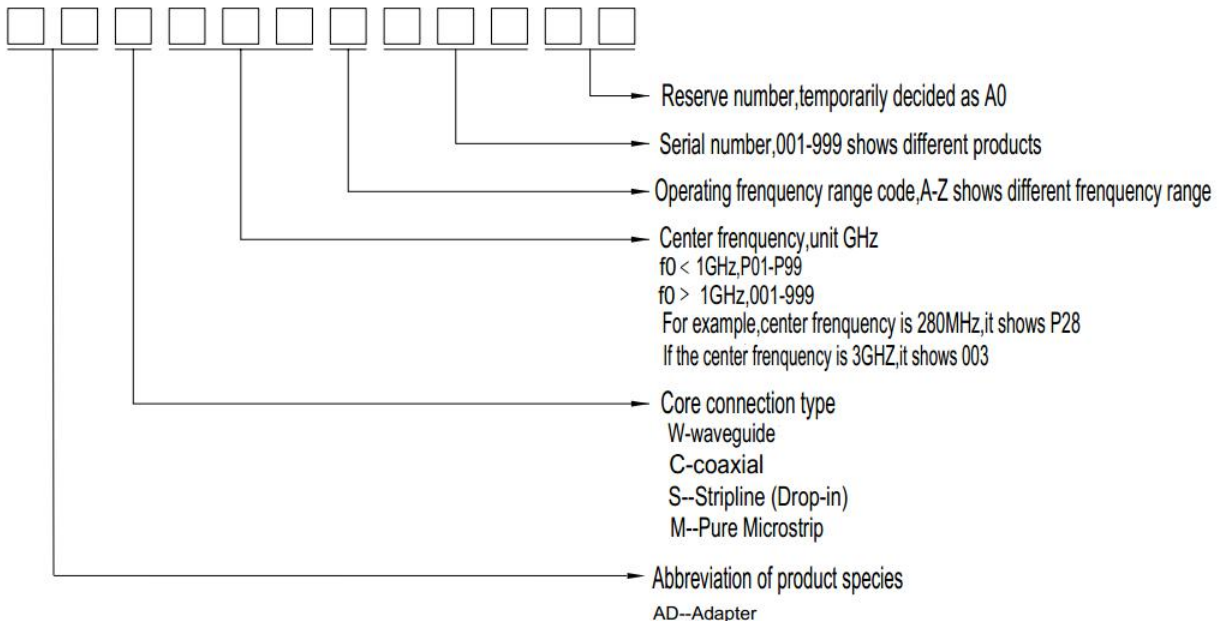 Reserve number,temporarily decided as A0
Serial number,001-999 shows different products
Operating frenquency range code,A-Z shows different frenquency range
Center frenquency,unit GHz
f0< 1GHz,P01-P99
f0> 1GHz,001-999
For example,center frenquency is 280MHz,it shows P28
If the center frenquency is 3GHZ,it shows 003
Core connection type
W-waveguide
C-coaxial
S--Stripline (Drop-in)
M--Pure Microstrip
Abbreviation of product species
AD--Adapter